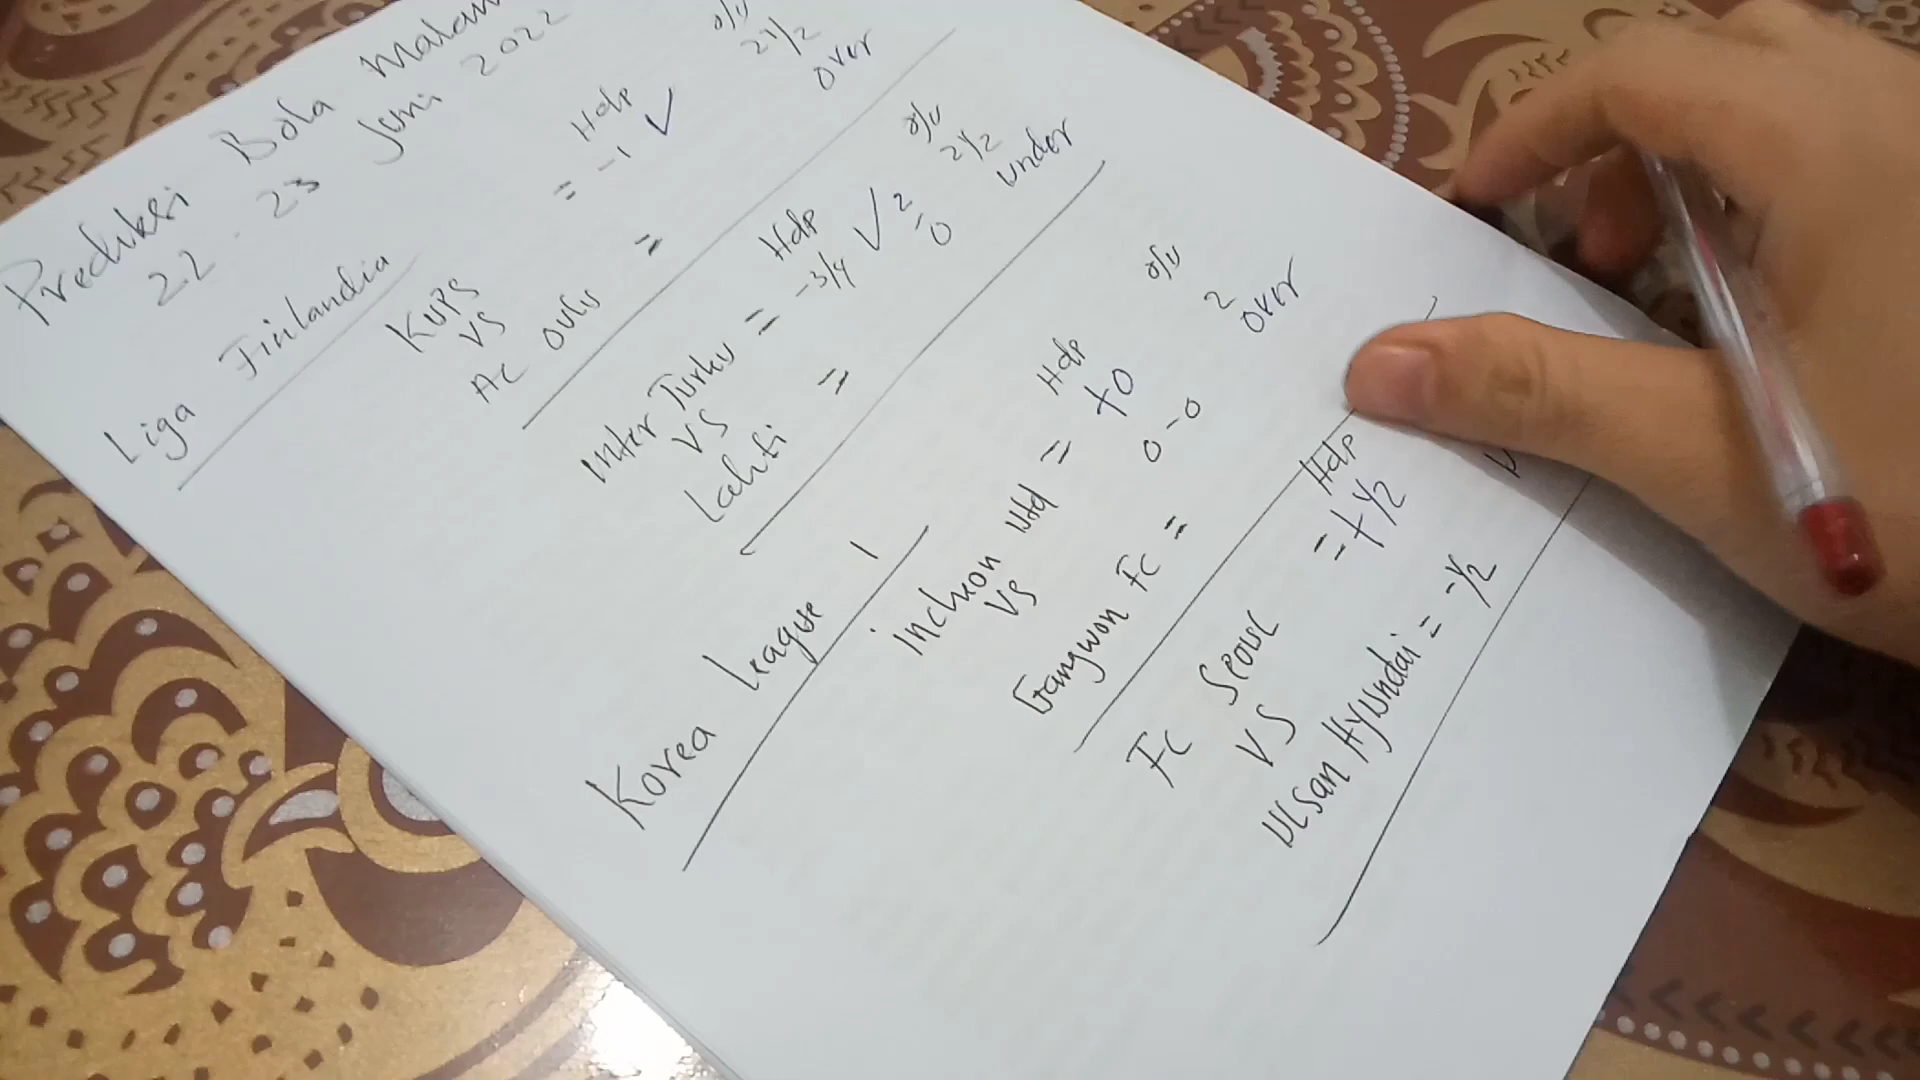 Prediksi Bola Malam
22 - 23 Juni 2022
Liga Finlandia
Hdp o/u
KUPS = -1 ✓ 2 1/2
VS over
AC OULU =
Hdp o/u
inter Turku = -3/4 ✓ 2-0 2 1/2
VS under
Lahti =
Korea League 1
Hdp o/u
incheon Utd = +0 2
VS 0-0 over
Gangwon Fc =
Hdp
Fc Seoul = + 1/2
VS
Ulsan Hyundai = -1/2